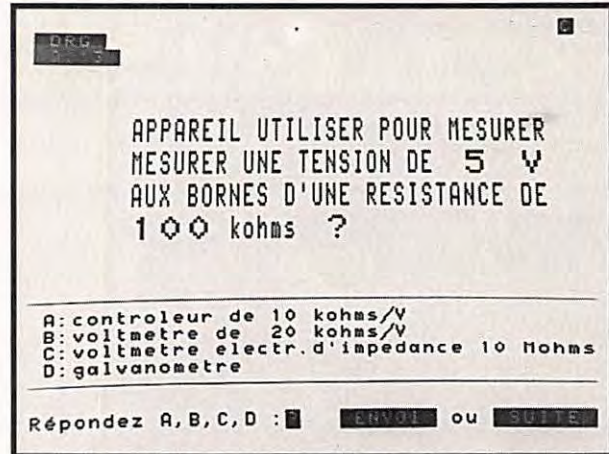 C
DRG
APPAREIL UTILISER POUR MESURER
MESURER UNE TENSION DE 5 V
AUX BORNES D'UNE RESISTANCE DE
100 kohms ?
A:controleur de 10 kohms/V
B:voltmetre de 20 kohms/V
C:voltmetre electr.d'impedance 10 Mohms
D:galvanometre
Répondez A,B,C,D : ENVOI ou SUITE